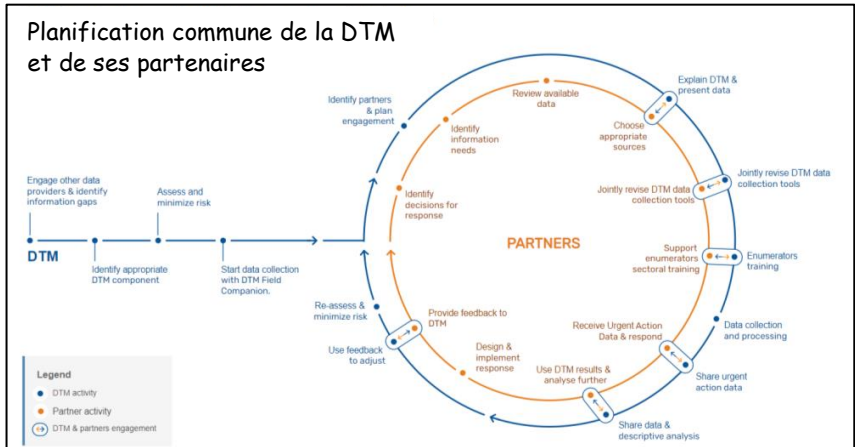 Planification commune de la DTM
et de ses partenaires
Engage other data
providers & identify
information gaps
Assess and
minimize risk
DTM
Identify appropriate
DTM component
Start data collection
with DTM Field
Companion.
Identify partners
& plan
engagement
Review available
data
Explain DTM &
present data
Choose
appropriate
sources
Identify
information
needs
Identify
decisions for
response
Jointly revise DTM data
collection tools
Jointly revise DTM data
collection tools
PARTNERS
Support
enumerators
sectoral training
Enumerators
training
Data collection
and processing
Receive Urgent Action
Data & respond
Share urgent
action data
Use DTM results &
analyse further
Share data &
descriptive analysis
Design &
implement
response
Provide feedback to
DTM
Use feedback
to adjust
Re-assess &
minimize risk
Legend
DTM activity
Partner activity
DTM & partners engagement